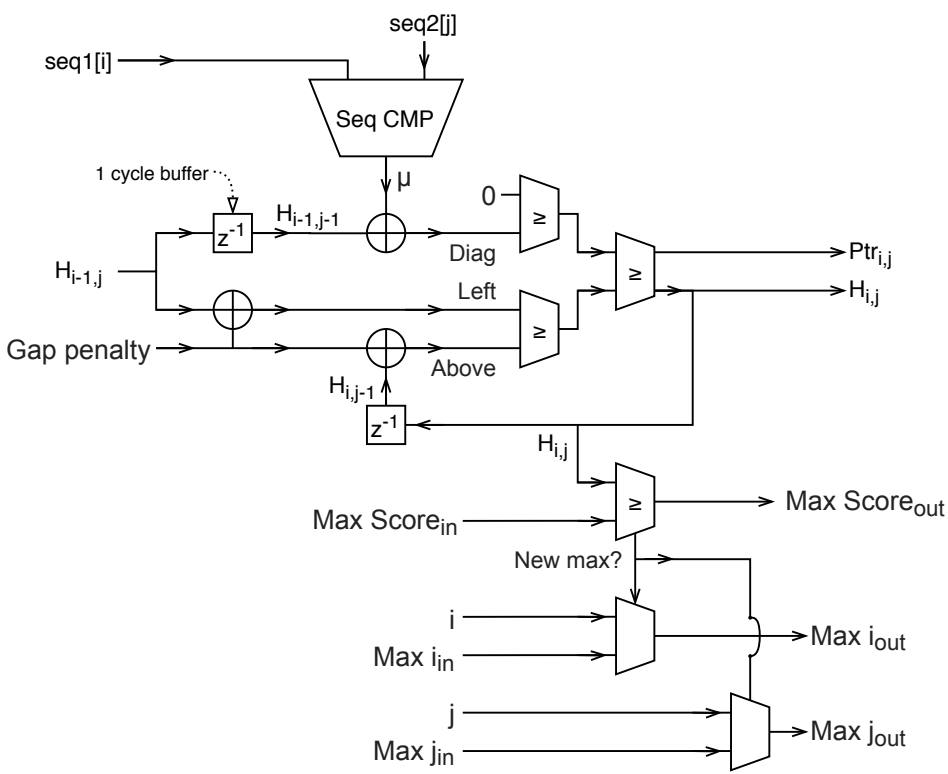 seq2[j]
seq1[i]
Seq CMP
1 cycle buffer
μ
0
≥
z-1
Hi-1,j-1
Diag
Ptri,j
Hi-1,j
≥
Hi,j
Left
≥
Gap penalty
Above
Hi,j-1
z-1
Hi,j
≥
Max Scoreout
Max Scorein
New max?
i
Max iout
Max iin
j
Max jout
Max jin